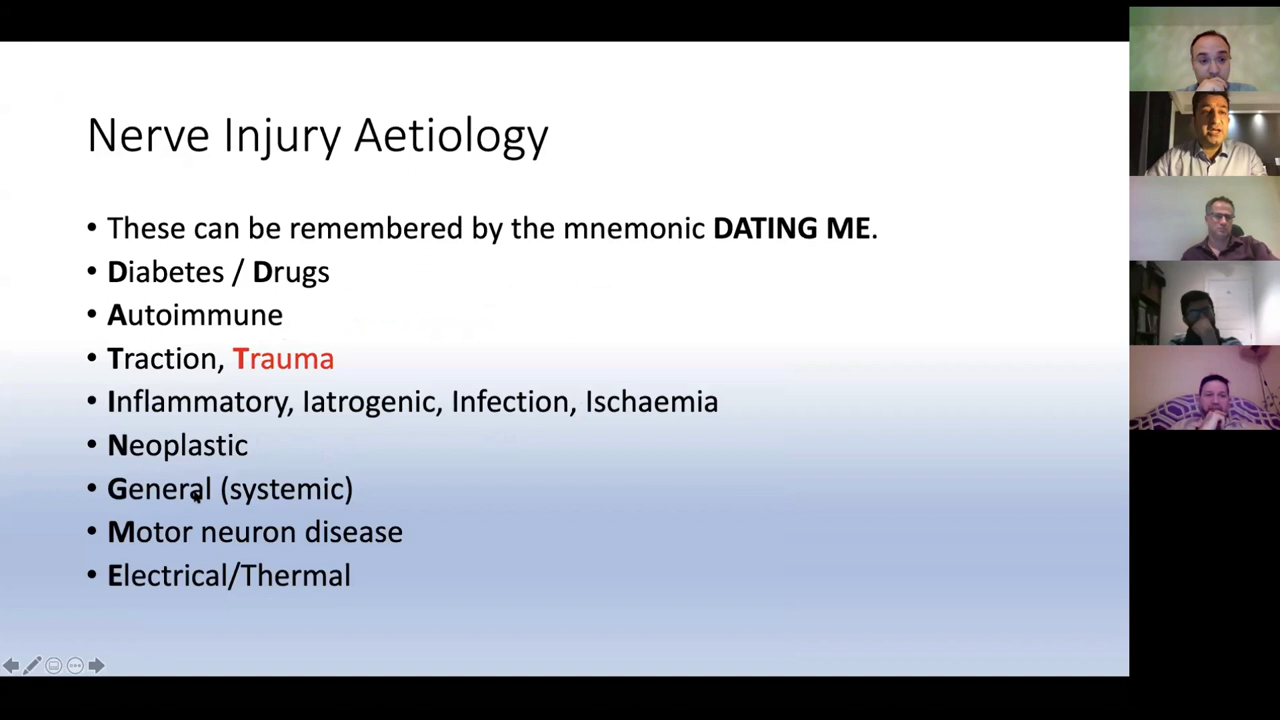 Nerve Injury Aetiology
• These can be remembered by the mnemonic DATING ME.
• Diabetes / Drugs
• Autoimmune
• Traction, Trauma
• Inflammatory, Iatrogenic, Infection, Ischaemia
• Neoplastic
• General (systemic)
• Motor neuron disease
• Electrical/Thermal